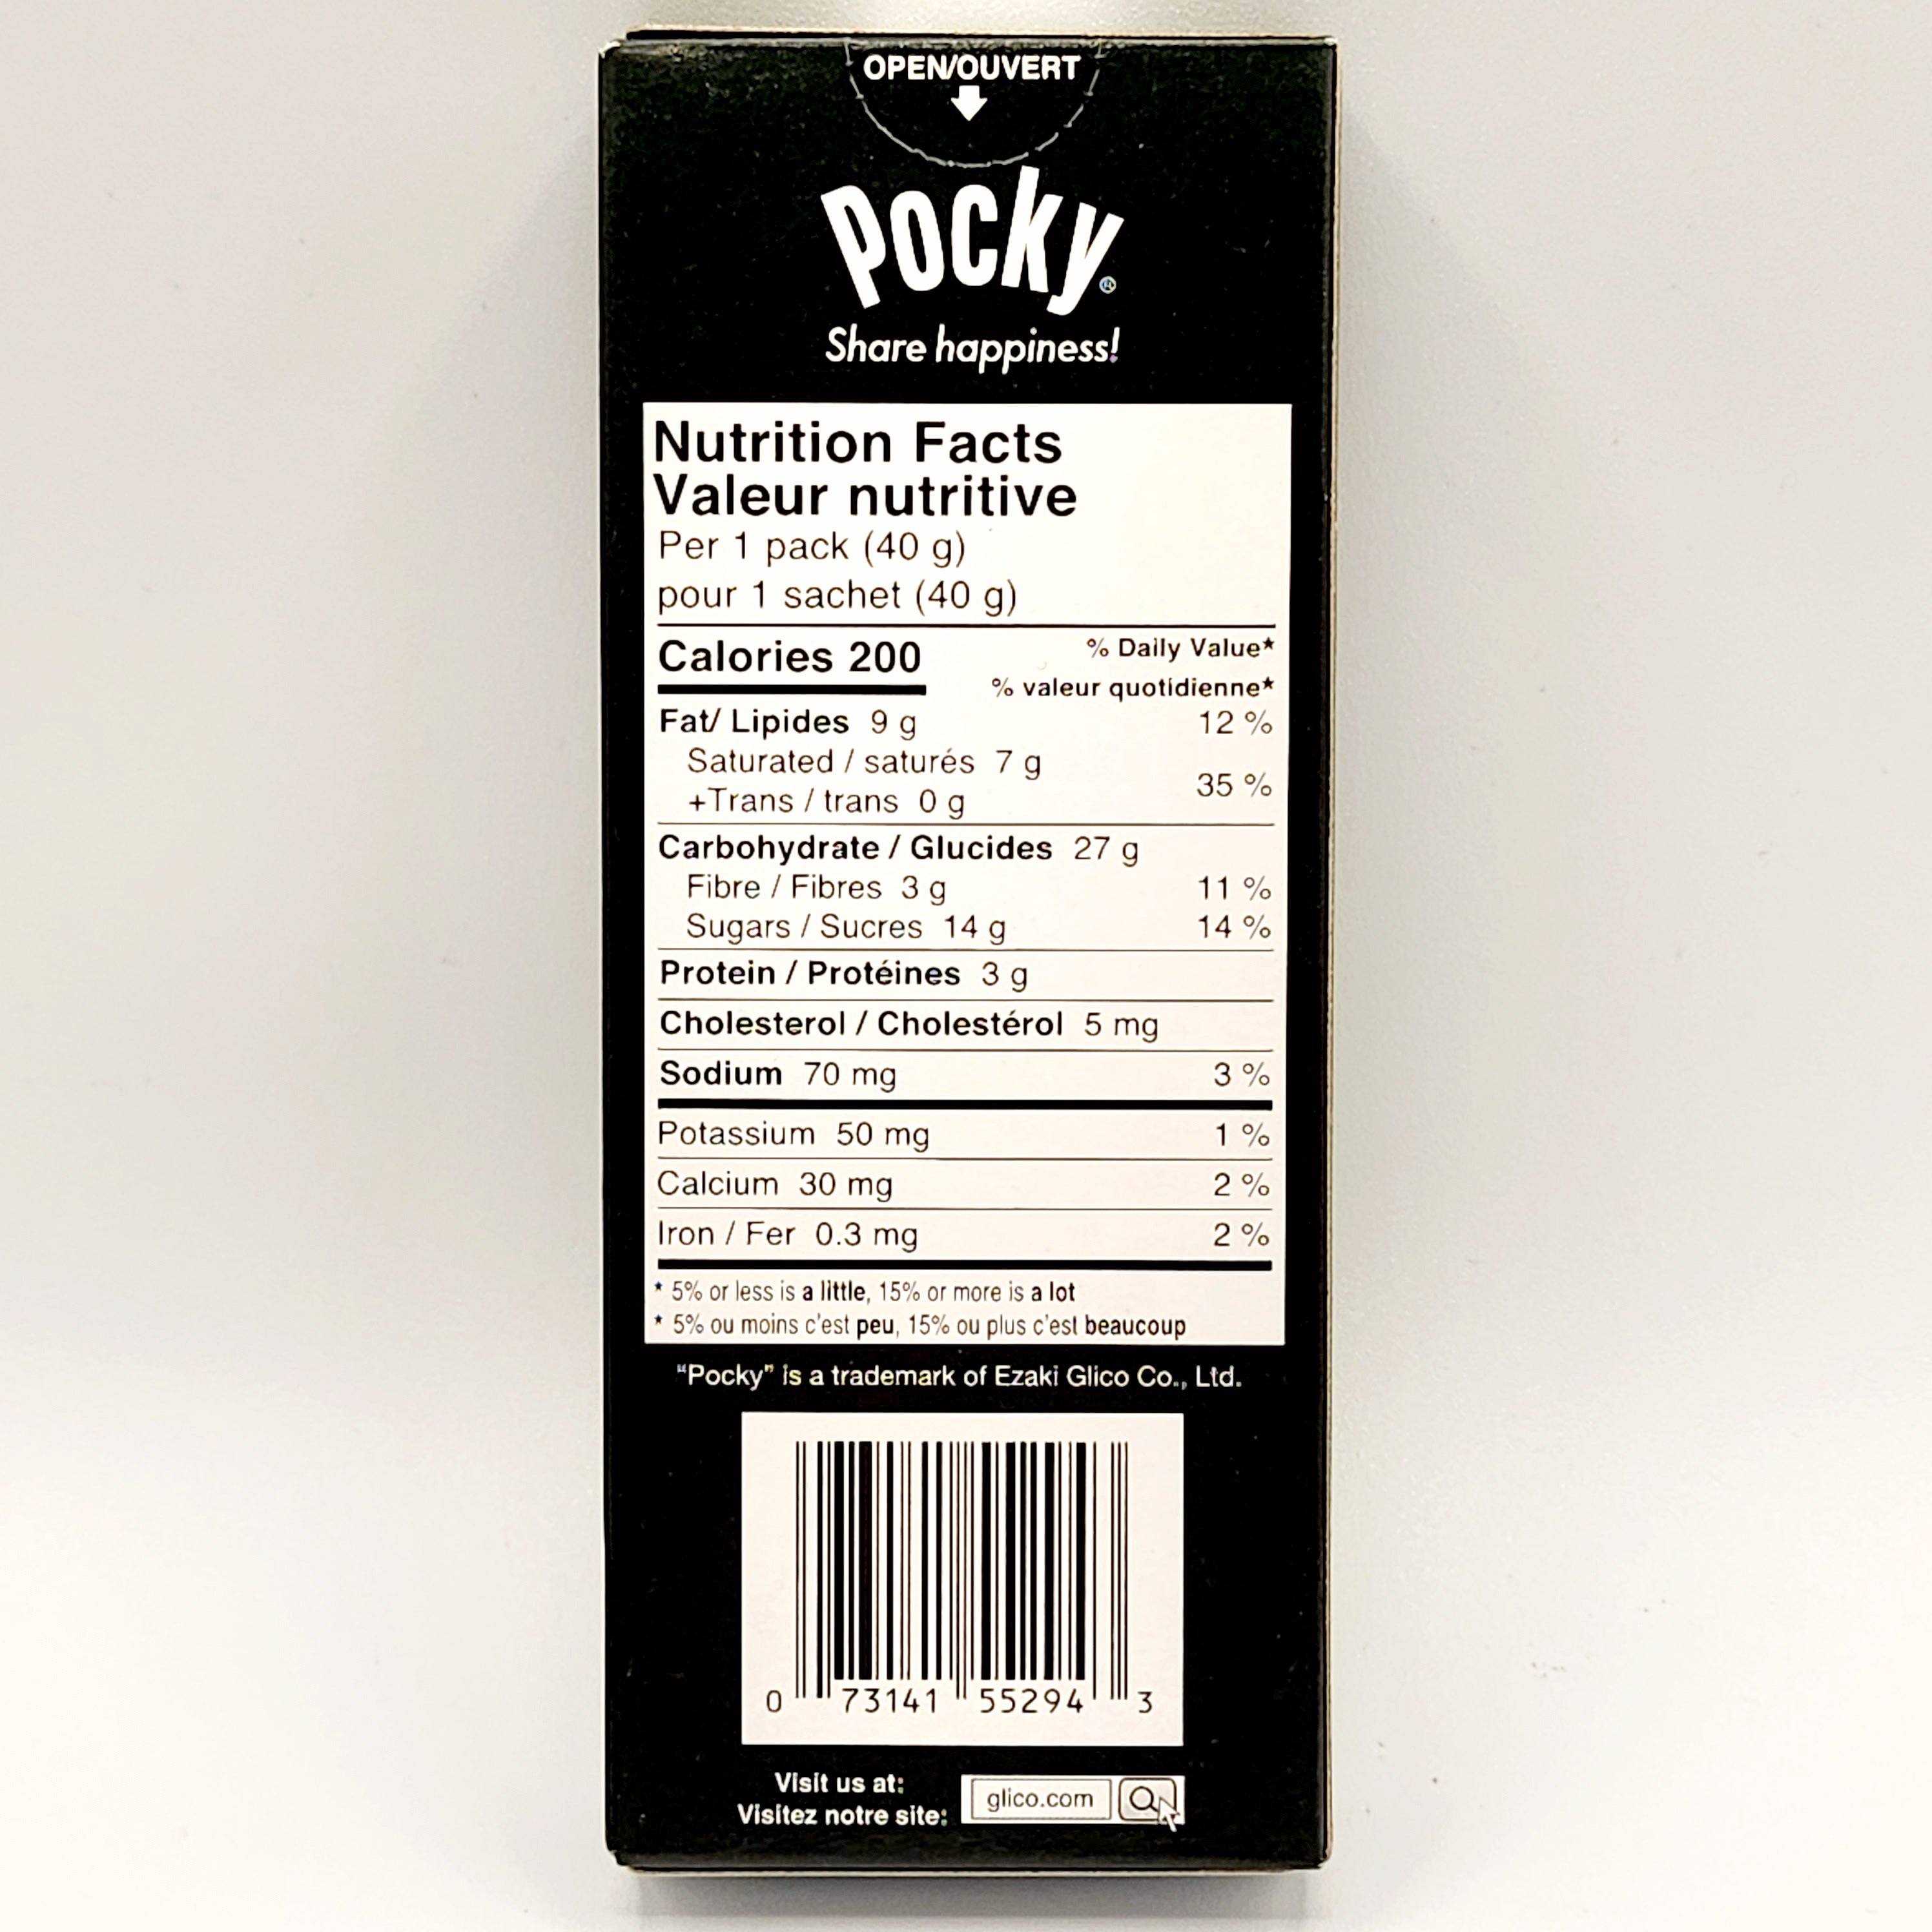 OPEN/OUVERT
Pocky®
Share happiness!
Nutrition Facts
Valeur nutritive
Per 1 pack (40 g)
pour 1 sachet (40 g)
Calories 200 % Daily Value*
% valeur quotidienne*
Fat/ Lipides 9 g 12 %
Saturated / saturés 7 g
35 %
+Trans / trans 0 g
Carbohydrate / Glucides 27 g
Fibre / Fibres 3 g 11 %
Sugars / Sucres 14 g 14 %
Protein / Protéines 3 g
Cholesterol / Cholestérol 5 mg
Sodium 70 mg 3 %
Potassium 50 mg 1 %
Calcium 30 mg 2 %
Iron / Fer 0.3 mg 2 %
* 5% or less is a little, 15% or more is a lot
* 5% ou moins c'est peu, 15% ou plus c'est beaucoup
"Pocky" is a trademark of Ezaki Glico Co., Ltd.
0 73141 55294 3
Visit us at:
Visitez notre site: glico.com